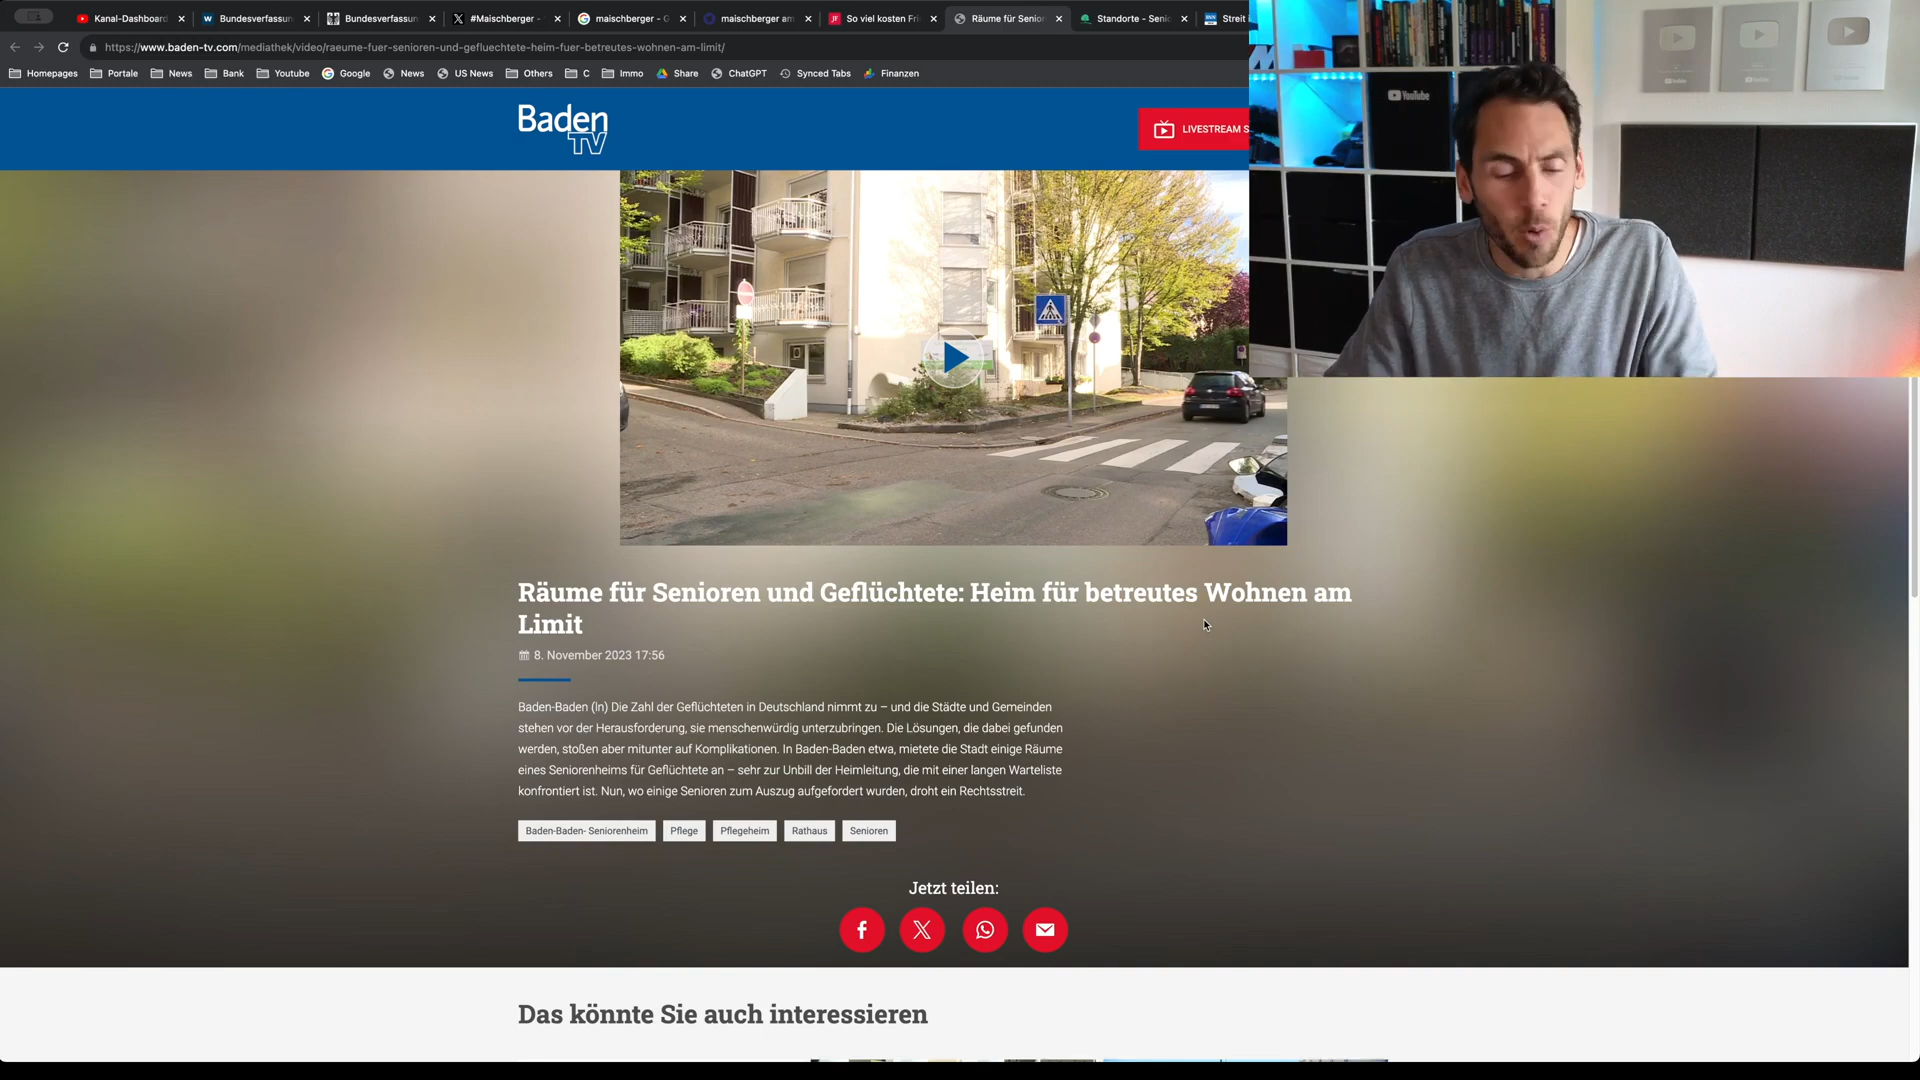 Kanal-Dashboard
Bundesverfassun
Bundesverfassun
#Maischberger -
maischberger - G
maischberger am
So viel kosten Fri
Räume für Senior
Standorte - Senio
Streit i
https://www.baden-tv.com/mediathek/video/raeume-fuer-senioren-und-gefluechtete-heim-fuer-betreutes-wohnen-am-limit/
Homepages
Portale
News
Bank
Youtube
Google
News
US News
Others
C
Immo
Share
ChatGPT
Synced Tabs
Finanzen
Baden
TV
LIVESTREAM S
YouTube
Räume für Senioren und Geflüchtete: Heim für betreutes Wohnen am
Limit
8. November 2023 17:56
Baden-Baden (ln) Die Zahl der Geflüchteten in Deutschland nimmt zu – und die Städte und Gemeinden
stehen vor der Herausforderung, sie menschenwürdig unterzubringen. Die Lösungen, die dabei gefunden
werden, stoßen aber mitunter auf Komplikationen. In Baden-Baden etwa, mietete die Stadt einige Räume
eines Seniorenheims für Geflüchtete an – sehr zur Unbill der Heimleitung, die mit einer langen Warteliste
konfrontiert ist. Nun, wo einige Senioren zum Auszug aufgefordert wurden, droht ein Rechtsstreit.
Baden-Baden- Seniorenheim
Pflege
Pflegeheim
Rathaus
Senioren
Jetzt teilen:
Das könnte Sie auch interessieren